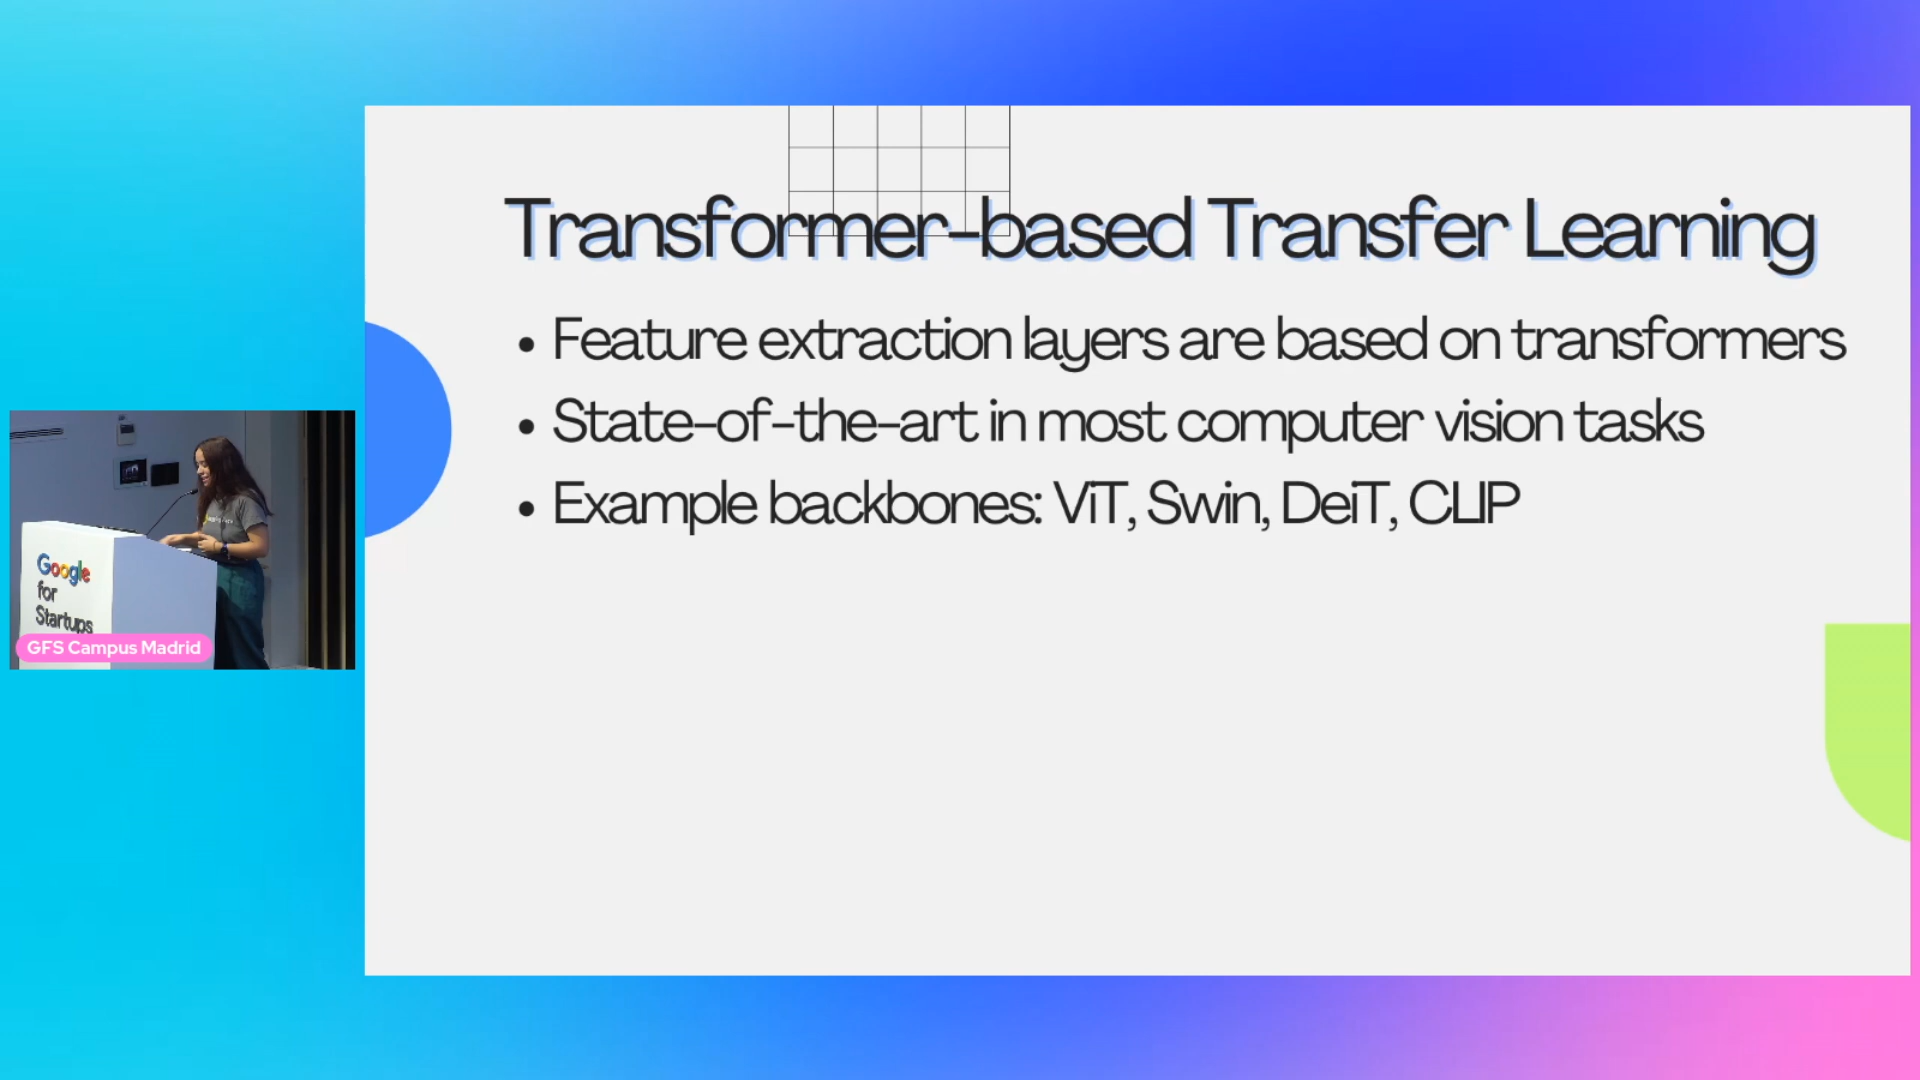 Transformer-based Transfer Learning
• Feature extraction layers are based on transformers
• State-of-the-art in most computer vision tasks
• Example backbones: ViT, Swin, DeiT, CLIP
Google
for
Startups
GFS Campus Madrid